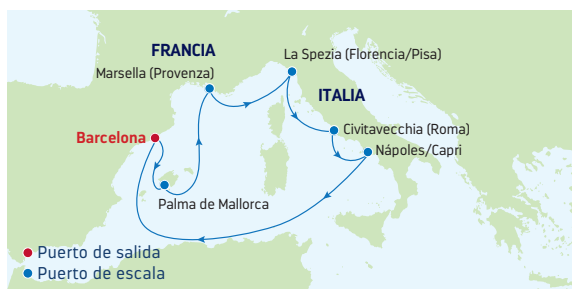 FRANCIA
Marsella (Provenza)
La Spezia (Florencia/Pisa)
ITALIA
Civitavecchia (Roma)
Nápoles/Capri
Barcelona
Palma de Mallorca
Puerto de salida
Puerto de escala